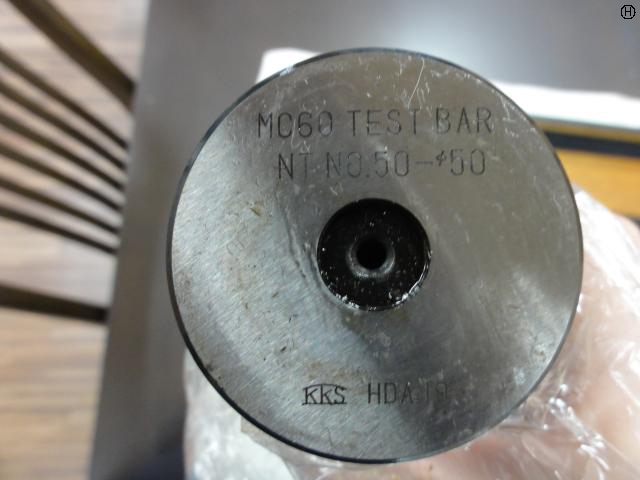 H
MC60 TEST BAR
NT NO.50-φ50
KKS HDA19